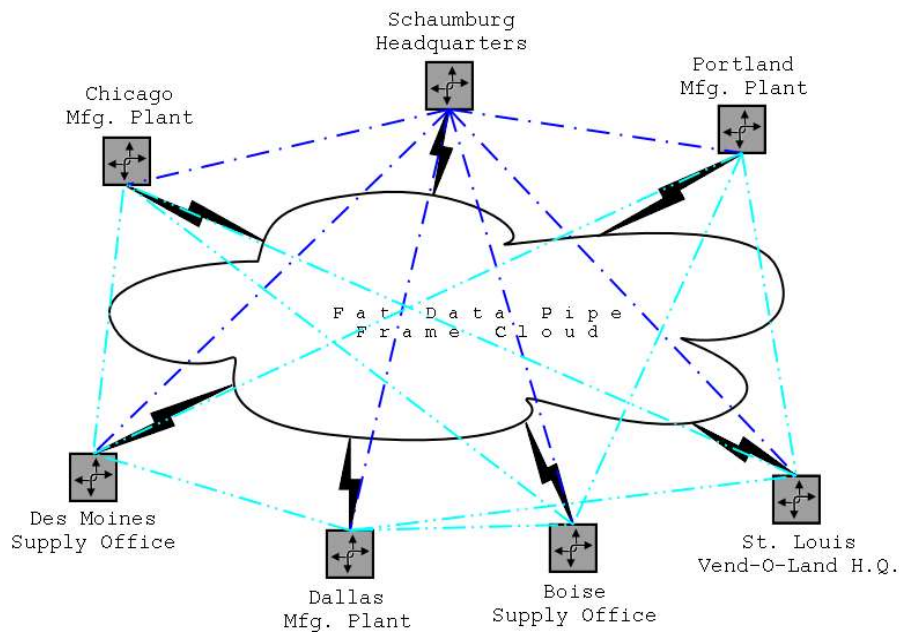 Schaumburg
Headquarters
Portland
Mfg. Plant
Chicago
Mfg. Plant
Fat Data Pipe
Frame Cloud
Des Moines
Supply Office
Dallas
Mfg. Plant
Boise
Supply Office
St. Louis
Vend-O-Land H.Q.